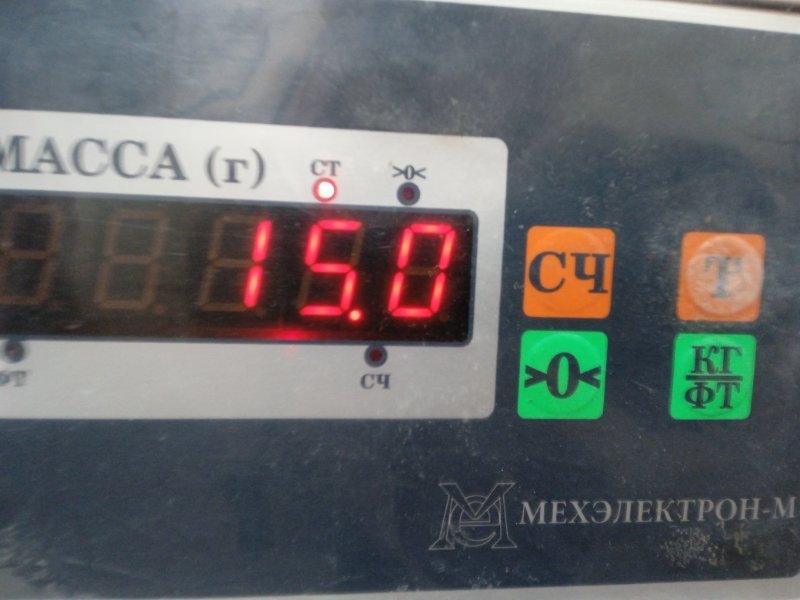 МАССА (г)
СТ >0<
15.0
ФТ СЧ
СЧ Т
>0< КГ
ФТ
МЕХЭЛЕКТРОН-М